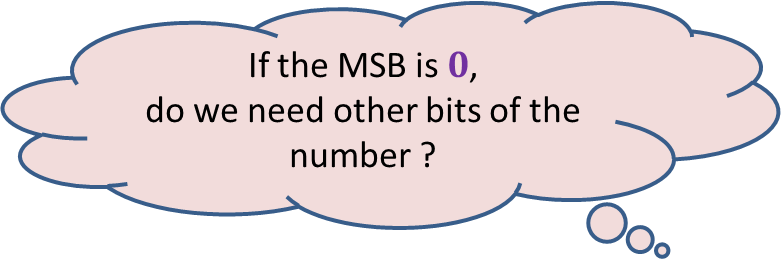 If the MSB is 0,
do we need other bits of the
number ?